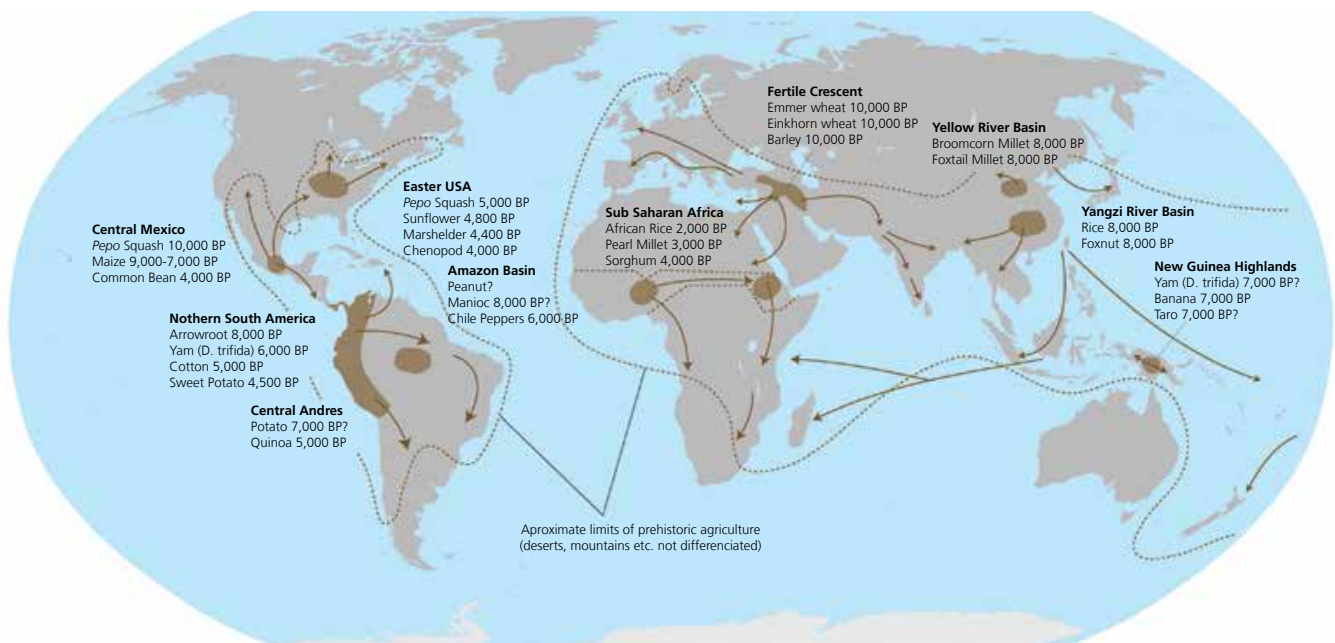 Fertile Crescent
Emmer wheat 10,000 BP
Einkhorn wheat 10,000 BP
Barley 10,000 BP
Yellow River Basin
Broomcorn Millet 8,000 BP
Foxtail Millet 8,000 BP
Easter USA
Pepo Squash 5,000 BP
Sunflower 4,800 BP
Marshelder 4,400 BP
Chenopod 4,000 BP
Sub Saharan Africa
African Rice 2,000 BP
Pearl Millet 3,000 BP
Sorghum 4,000 BP
Yangzi River Basin
Rice 8,000 BP
Foxnut 8,000 BP
Central Mexico
Pepo Squash 10,000 BP
Maize 9,000-7,000 BP
Common Bean 4,000 BP
Amazon Basin
Peanut?
Manioc 8,000 BP?
Chile Peppers 6,000 BP
New Guinea Highlands
Yam (D. trifida) 7,000 BP?
Banana 7,000 BP
Taro 7,000 BP?
Nothern South America
Arrowroot 8,000 BP
Yam (D. trifida) 6,000 BP
Cotton 5,000 BP
Sweet Potato 4,500 BP
Central Andres
Potato 7,000 BP?
Quinoa 5,000 BP
Aproximate limits of prehistoric agriculture
(deserts, mountains etc. not differenciated)